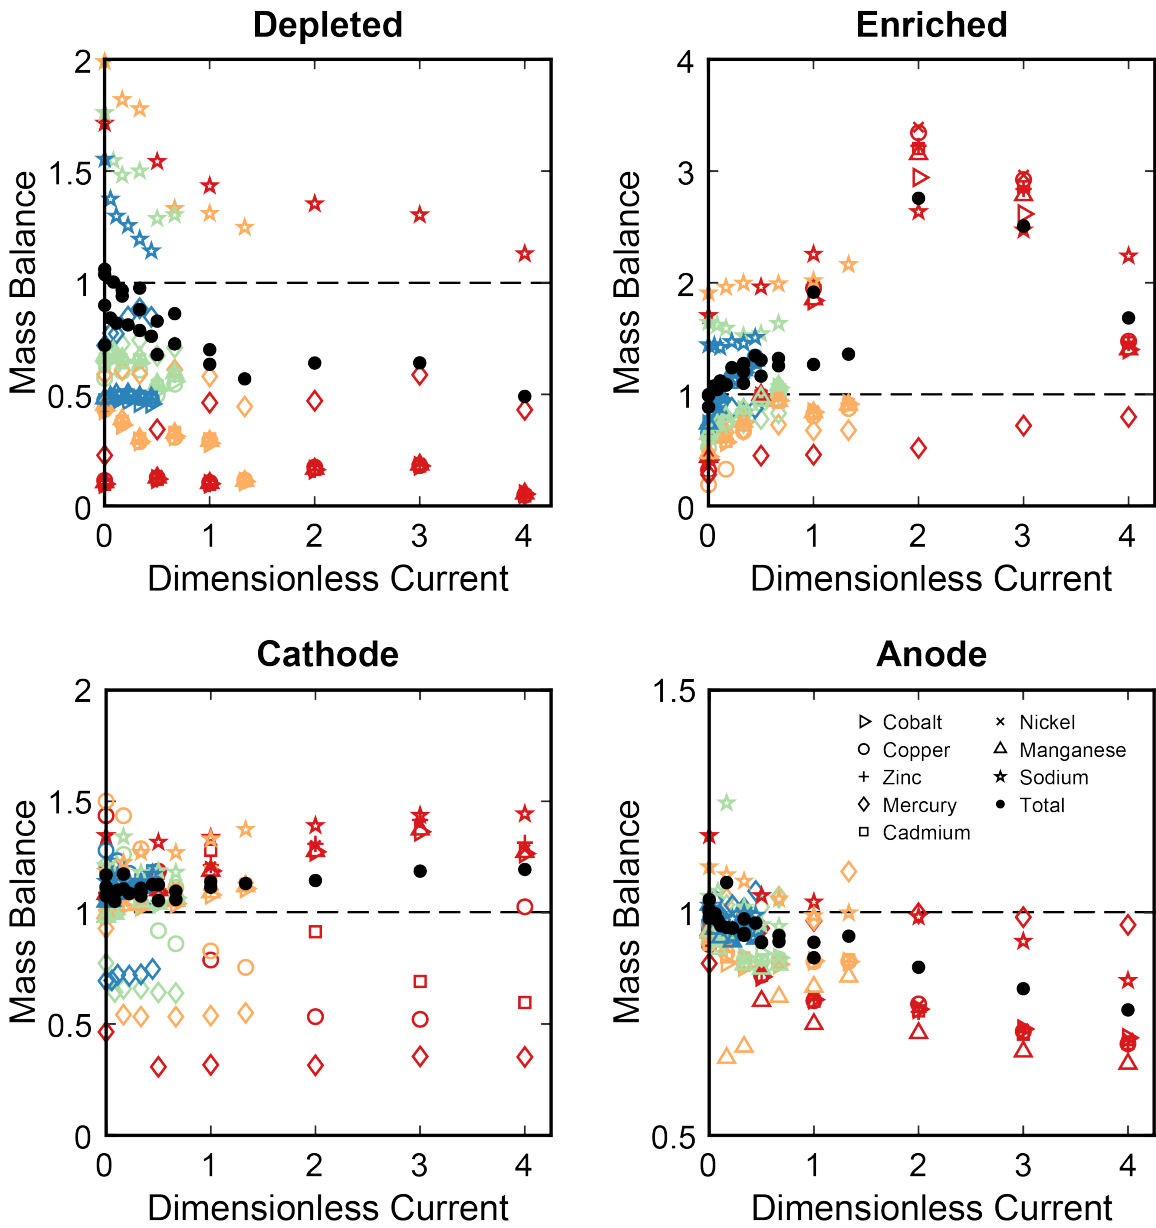 Depleted
Enriched
2
1.5
1
0.5
0
Mass Balance
0 1 2 3 4
Dimensionless Current
4
3
2
1
0
Mass Balance
0 1 2 3 4
Dimensionless Current
Cathode
Anode
2
1.5
1
0.5
0
Mass Balance
0 1 2 3 4
Dimensionless Current
1.5
1
0.5
Mass Balance
Cobalt
Copper
Zinc
Mercury
Cadmium
Nickel
Manganese
Sodium
Total
0 1 2 3 4
Dimensionless Current